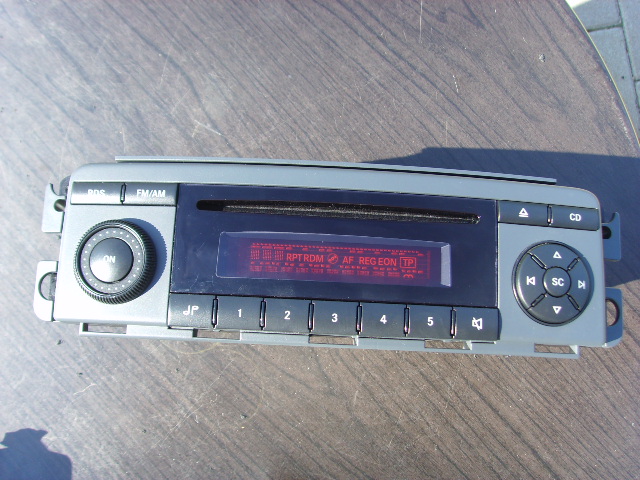 RDS FM/AM
CD
ON
RPT RDM AF REG EON TP
SC
1 2 3 4 5